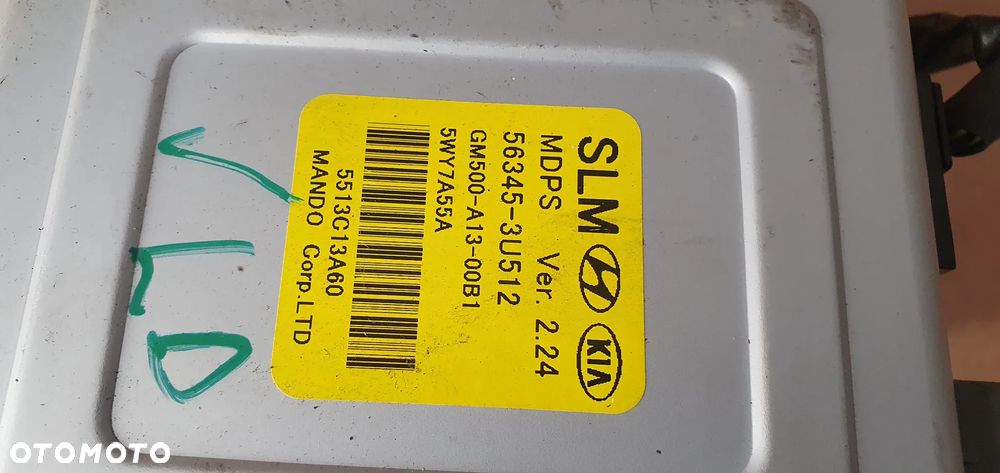 SLM KIA
MDPS Ver. 2.24
56345-3U512
GM500-A13-00B1
5WY7A55A
5513C13A60
MANDO Corp.LTD
OTOMOTO